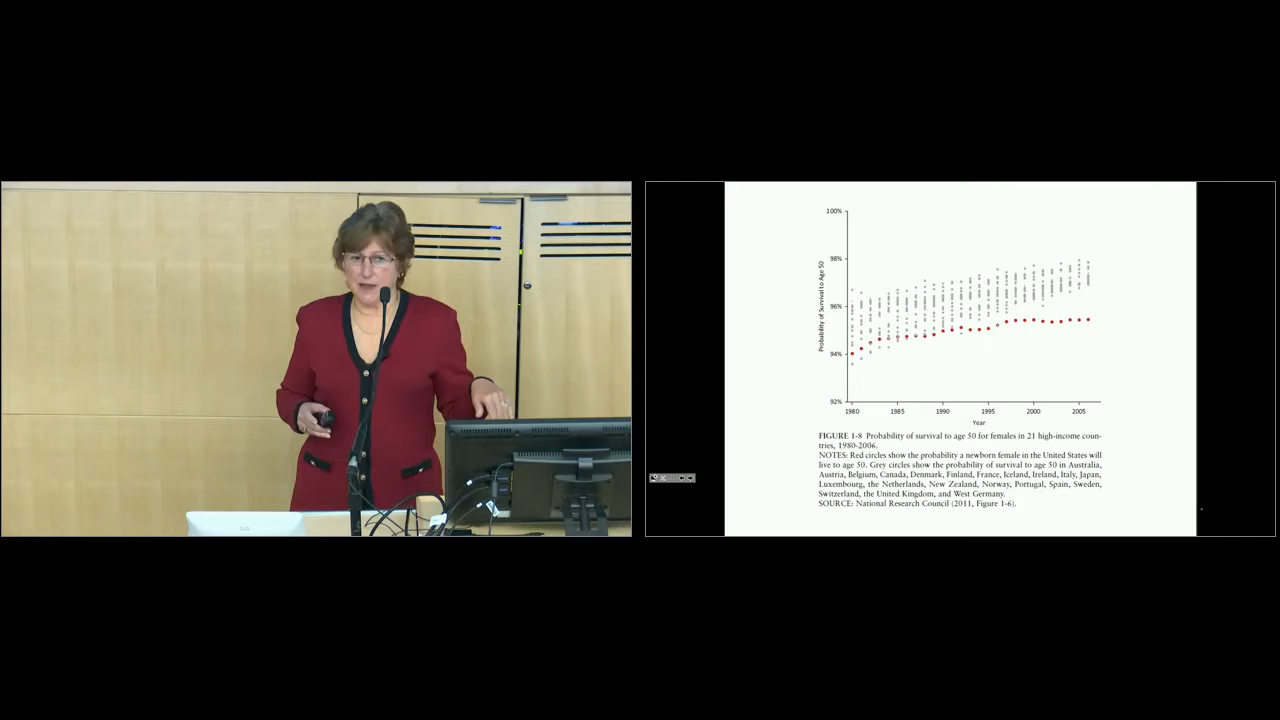 100%
98%
96%
94%
92%
Probability of Survival to Age 50
1980
1985
1990
1995
2000
2005
Year
FIGURE 1-8 Probability of survival to age 50 for females in 21 high-income coun-
tries, 1980-2006.
NOTES: Red circles show the probability a newborn female in the United States will
live to age 50. Grey circles show the probability of survival to age 50 in Australia,
Austria, Belgium, Canada, Denmark, Finland, France, Iceland, Ireland, Italy, Japan,
Luxembourg, the Netherlands, New Zealand, Norway, Portugal, Spain, Sweden,
Switzerland, the United Kingdom, and West Germany.
SOURCE: National Research Council (2011, Figure 1-6).